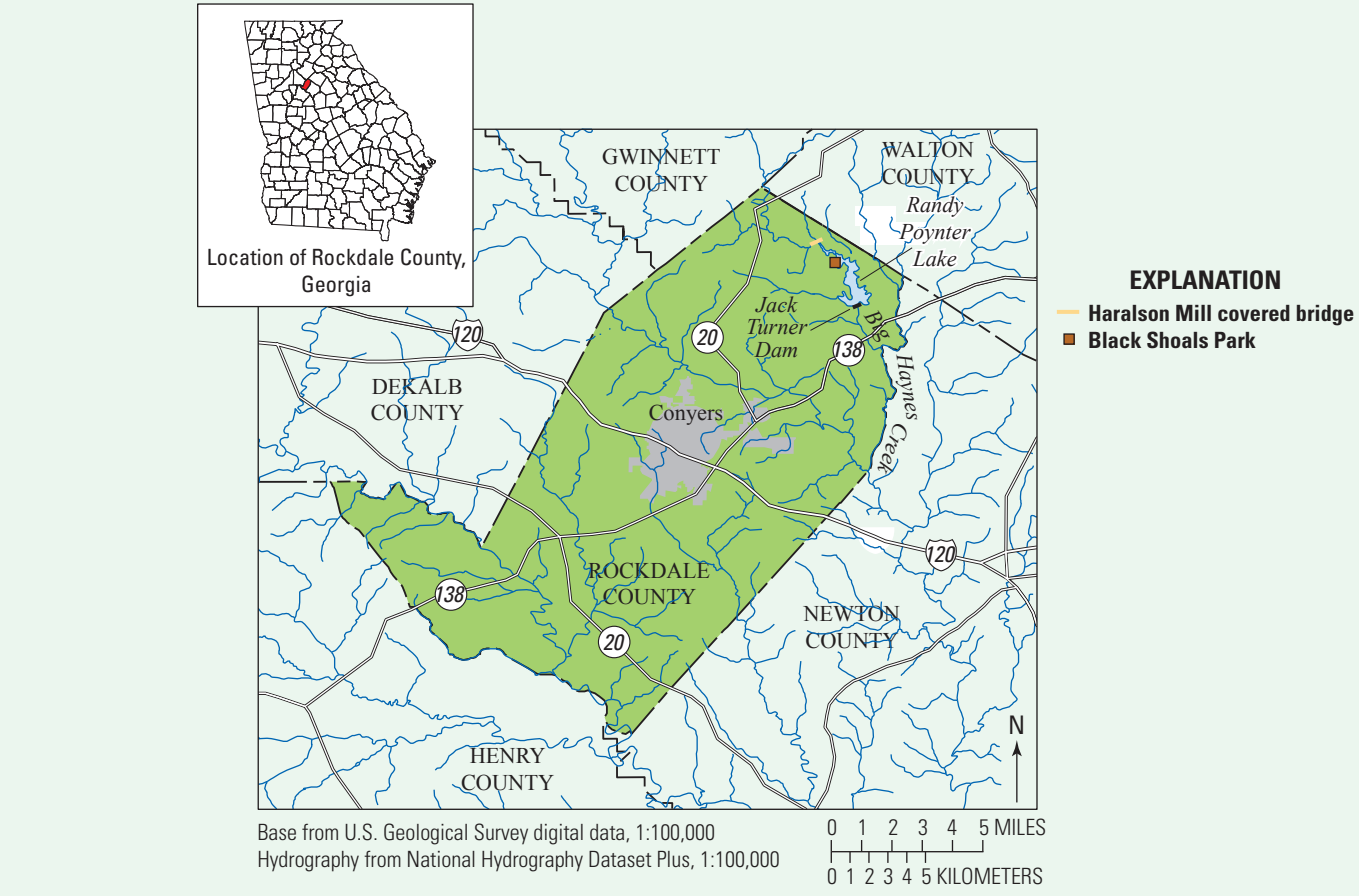 Location of Rockdale County,
Georgia
GWINNETT
COUNTY
WALTON
COUNTY
Randy
Poynter
Lake
Jack
Turner
Dam
Big
Haynes
Creek
120
20
138
DEKALB
COUNTY
Conyers
ROCKDALE
COUNTY
138
20
120
NEWTON
COUNTY
HENRY
COUNTY
N
EXPLANATION
Haralson Mill covered bridge
Black Shoals Park
Base from U.S. Geological Survey digital data, 1:100,000
Hydrography from National Hydrography Dataset Plus, 1:100,000
0 1 2 3 4 5 MILES
0 1 2 3 4 5 KILOMETERS